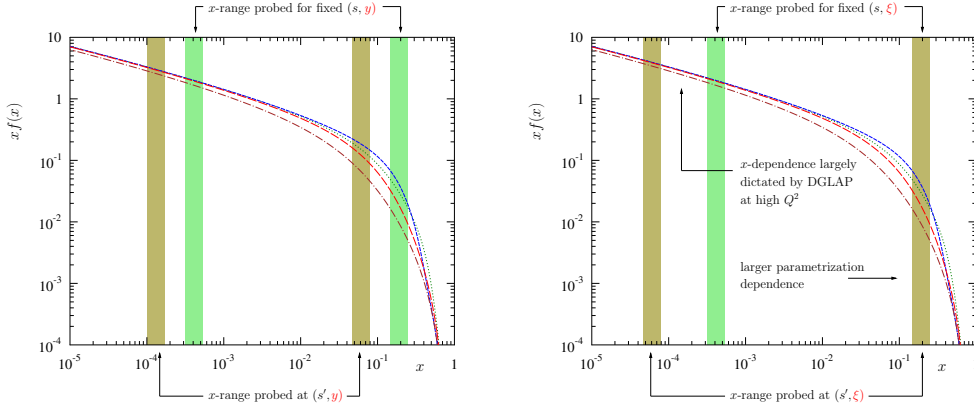 x-range probed for fixed (s, y)
10
1
10⁻¹
10⁻²
10⁻³
10⁻⁴
xf(x)
10⁻⁵
10⁻⁴
10⁻³
10⁻²
10⁻¹
x
1
x-range probed at (s′, y)
x-range probed for fixed (s, ξ)
10
1
10⁻¹
10⁻²
10⁻³
10⁻⁴
xf(x)
x-dependence largely
dictated by DGLAP
at high Q²
larger parametrization
dependence
10⁻⁵
10⁻⁴
10⁻³
10⁻²
10⁻¹
x
1
x-range probed at (s′, ξ)